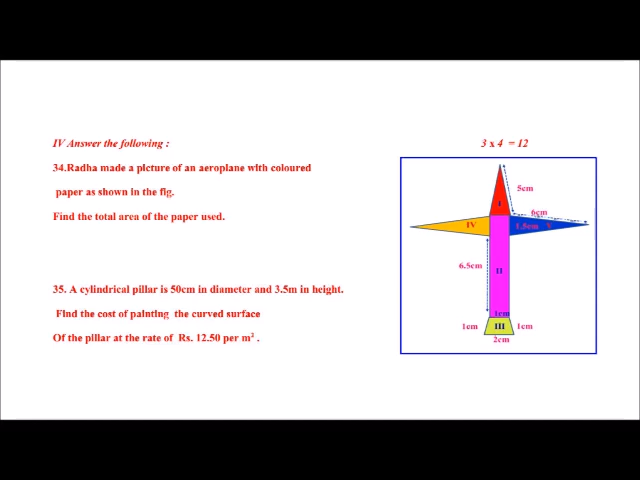 IV Answer the following :
3 x 4 = 12
34.Radha made a picture of an aeroplane with coloured
paper as shown in the fig.
Find the total area of the paper used.
35. A cylindrical pillar is 50cm in diameter and 3.5m in height.
Find the cost of painting the curved surface
Of the pillar at the rate of Rs. 12.50 per m² .
5cm
I
6cm
IV
1.5cm V
6.5cm
II
1cm
1cm
III
1cm
2cm